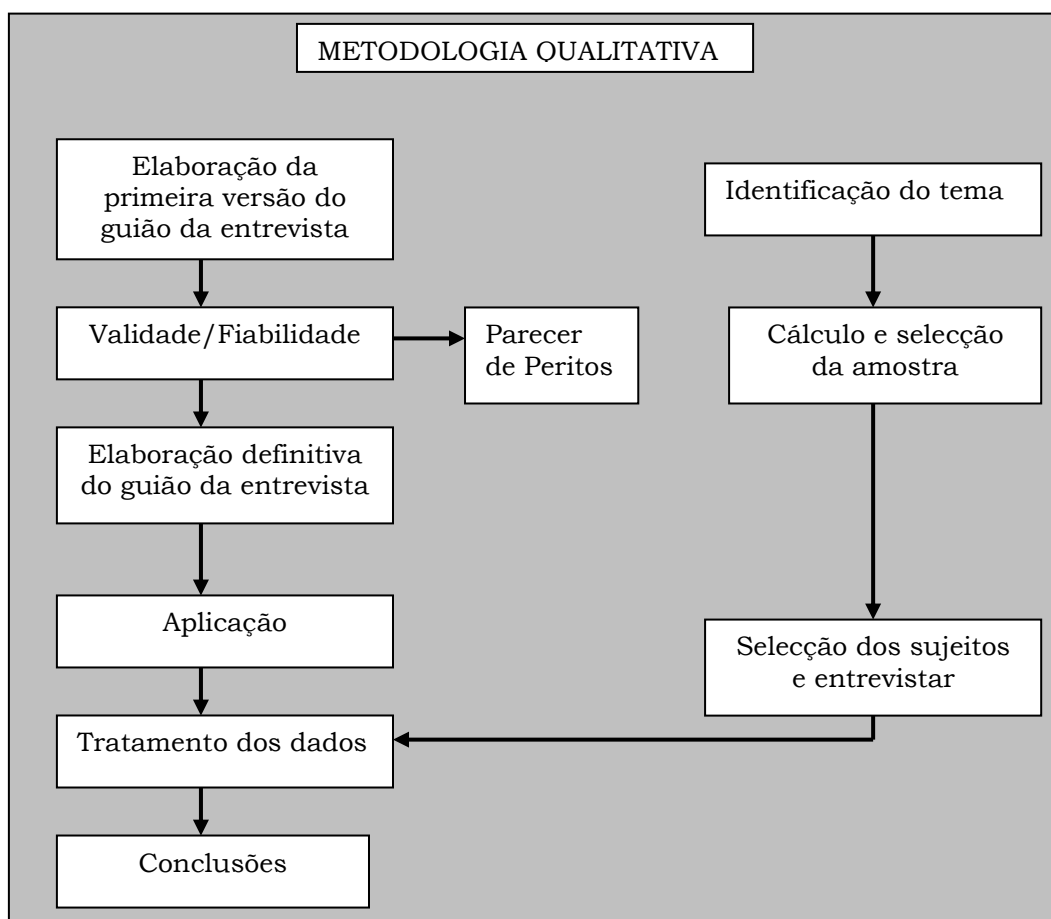 METODOLOGIA QUALITATIVA
Elaboração da
primeira versão do
guião da entrevista
Identificação do tema
Validade/Fiabilidade
Parecer
de Peritos
Cálculo e selecção
da amostra
Elaboração definitiva
do guião da entrevista
Aplicação
Selecção dos sujeitos
e entrevistar
Tratamento dos dados
Conclusões